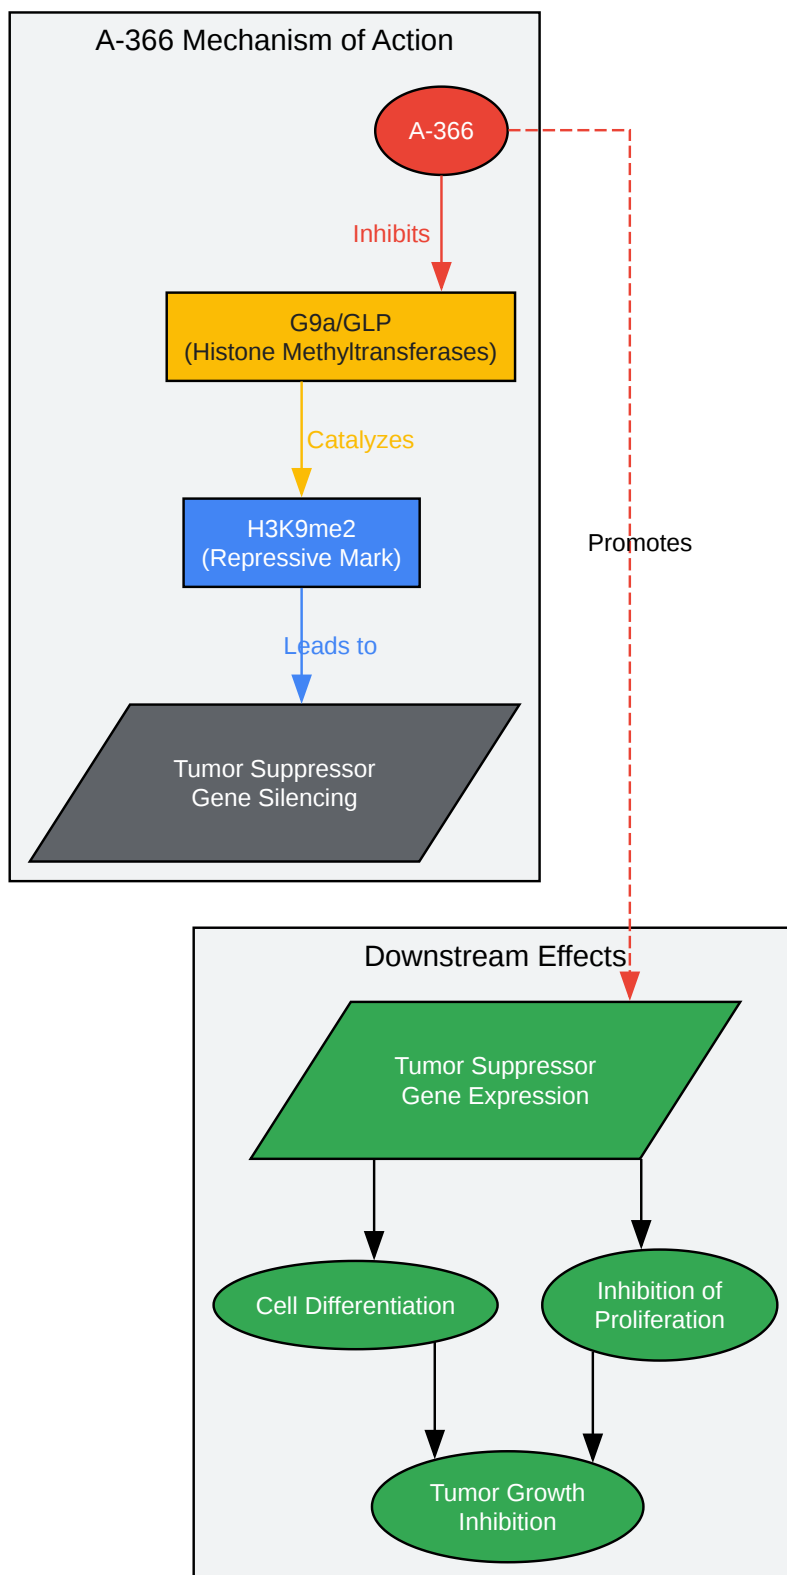 A-366 Mechanism of Action
A-366
Inhibits
G9a/GLP
(Histone Methyltransferases)
Catalyzes
H3K9me2
(Repressive Mark)
Promotes
Leads to
Tumor Suppressor
Gene Silencing
Downstream Effects
Tumor Suppressor
Gene Expression
Cell Differentiation
Inhibition of
Proliferation
Tumor Growth
Inhibition